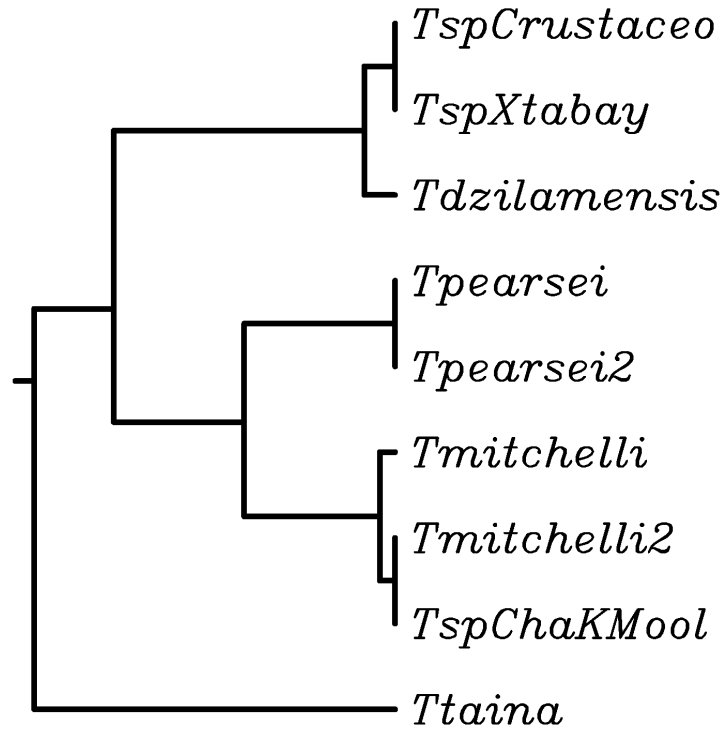 TspCrustaceo
TspXtabay
Tdzilamensis
Tpearsei
Tpearsei2
Tmitchelli
Tmitchelli2
TspChaKMool
Ttaina